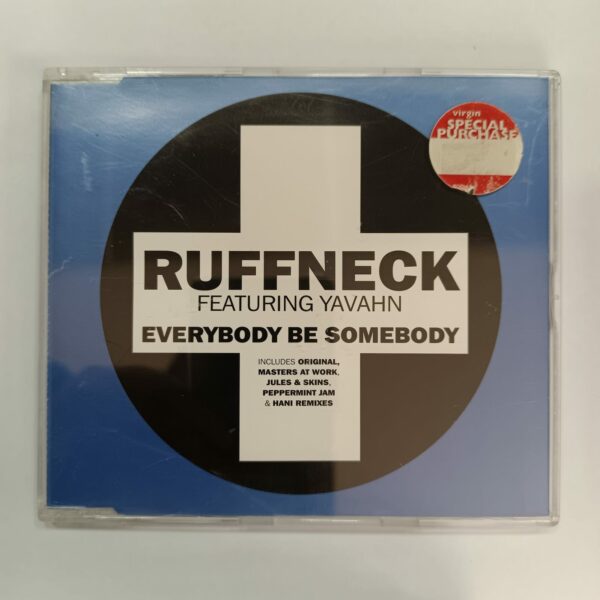 virgin
SPECIAL
PURCHASE
RUFFNECK
FEATURING YAVAHN
EVERYBODY BE SOMEBODY
INCLUDES ORIGINAL,
MASTERS AT WORK,
JULES & SKINS,
PEPPERMINT JAM
& HANI REMIXES